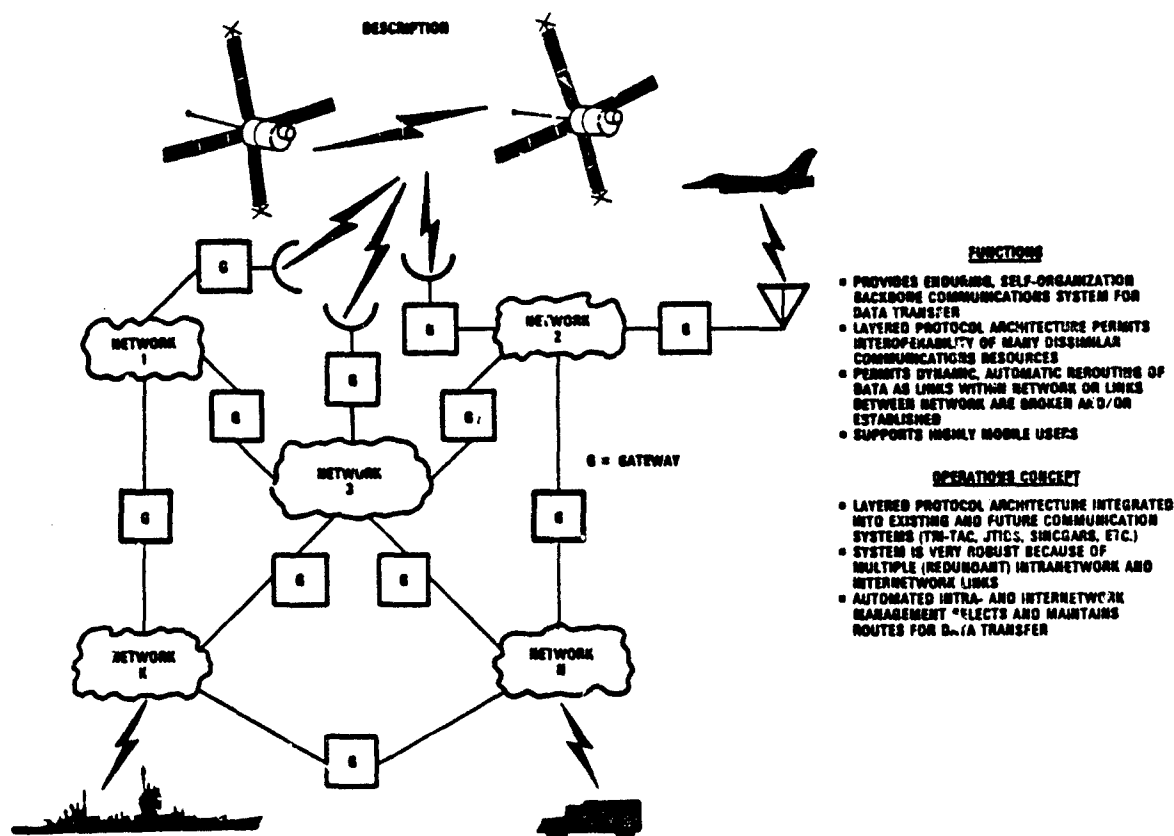 DESCRIPTION
G
NETWORK
1
G
G
NETWORK
2
G
G
G
G
NETWORK
3
G = GATEWAY
G
G
G
G
NETWORK
K
NETWORK
N
G
FUNCTIONS
• PROVIDES ENDURING, SELF-ORGANIZATION
BACKBONE COMMUNICATIONS SYSTEM FOR
DATA TRANSFER
• LAYERED PROTOCOL ARCHITECTURE PERMITS
INTEROPERABILITY OF MANY DISSIMILAR
COMMUNICATIONS RESOURCES
• PERMITS DYNAMIC, AUTOMATIC REROUTING OF
DATA AS LINKS WITHIN NETWORK OR LINKS
BETWEEN NETWORK ARE BROKEN AND/OR
ESTABLISHED
• SUPPORTS HIGHLY MOBILE USERS
OPERATIONS CONCEPT
• LAYERED PROTOCOL ARCHITECTURE INTEGRATED
INTO EXISTING AND FUTURE COMMUNICATION
SYSTEMS (TRI-TAC, JTIDS, SINCGARS, ETC.)
• SYSTEM IS VERY ROBUST BECAUSE OF
MULTIPLE (REDUNDANT) INTRANETWORK AND
INTERNETWORK LINKS
• AUTOMATED INTRA- AND INTERNETWORK
MANAGEMENT SELECTS AND MAINTAINS
ROUTES FOR DATA TRANSFER